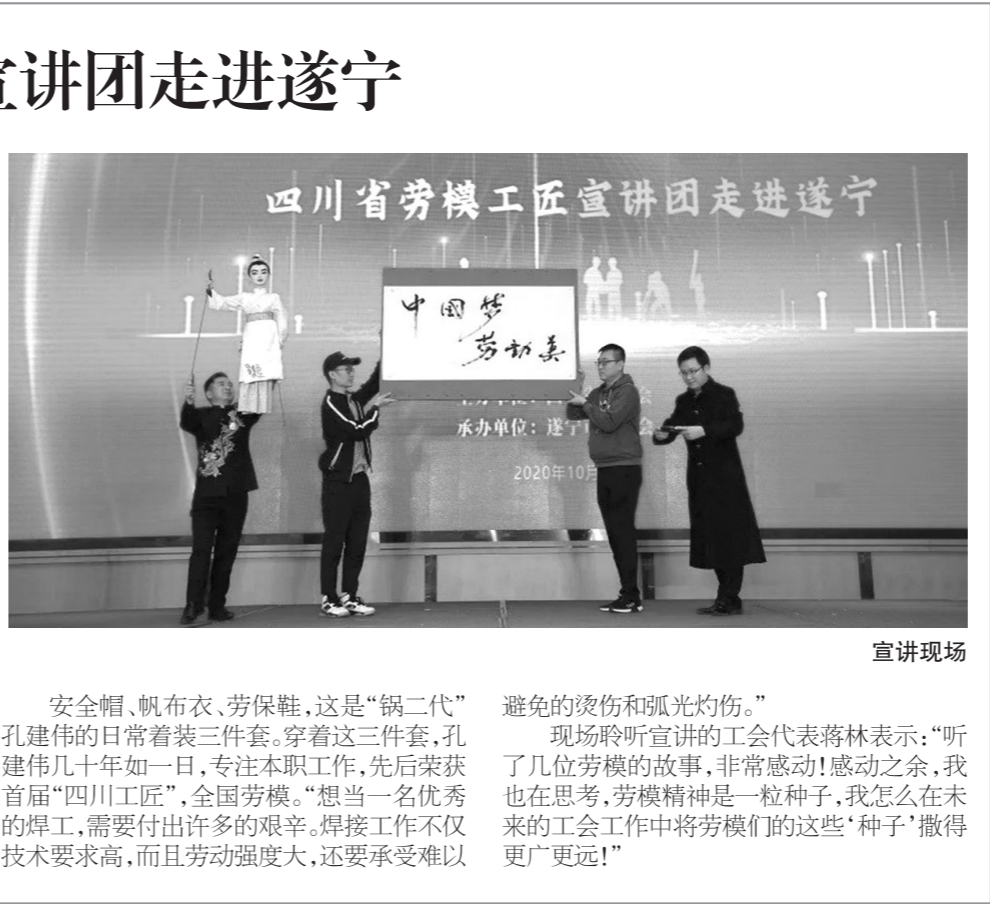 讲团走进遂宁
四川省劳模工匠宣讲团走进遂宁
中国梦
劳动美
承办单位：遂宁
会
2020年10月
宣讲现场
安全帽、帆布衣、劳保鞋，这是“锅二代”
孔建伟的日常着装三件套。穿着这三件套，孔
建伟几十年如一日，专注本职工作，先后荣获
首届“四川工匠”，全国劳模。“想当一名优秀
的焊工，需要付出许多的艰辛。焊接工作不仅
技术要求高，而且劳动强度大，还要承受难以
避免的烫伤和弧光灼伤。”
现场聆听宣讲的工会代表蒋林表示：“听
了几位劳模的故事，非常感动！感动之余，我
也在思考，劳模精神是一粒种子，我怎么在未
来的工会工作中将劳模们的这些‘种子’撒得
更广更远！”